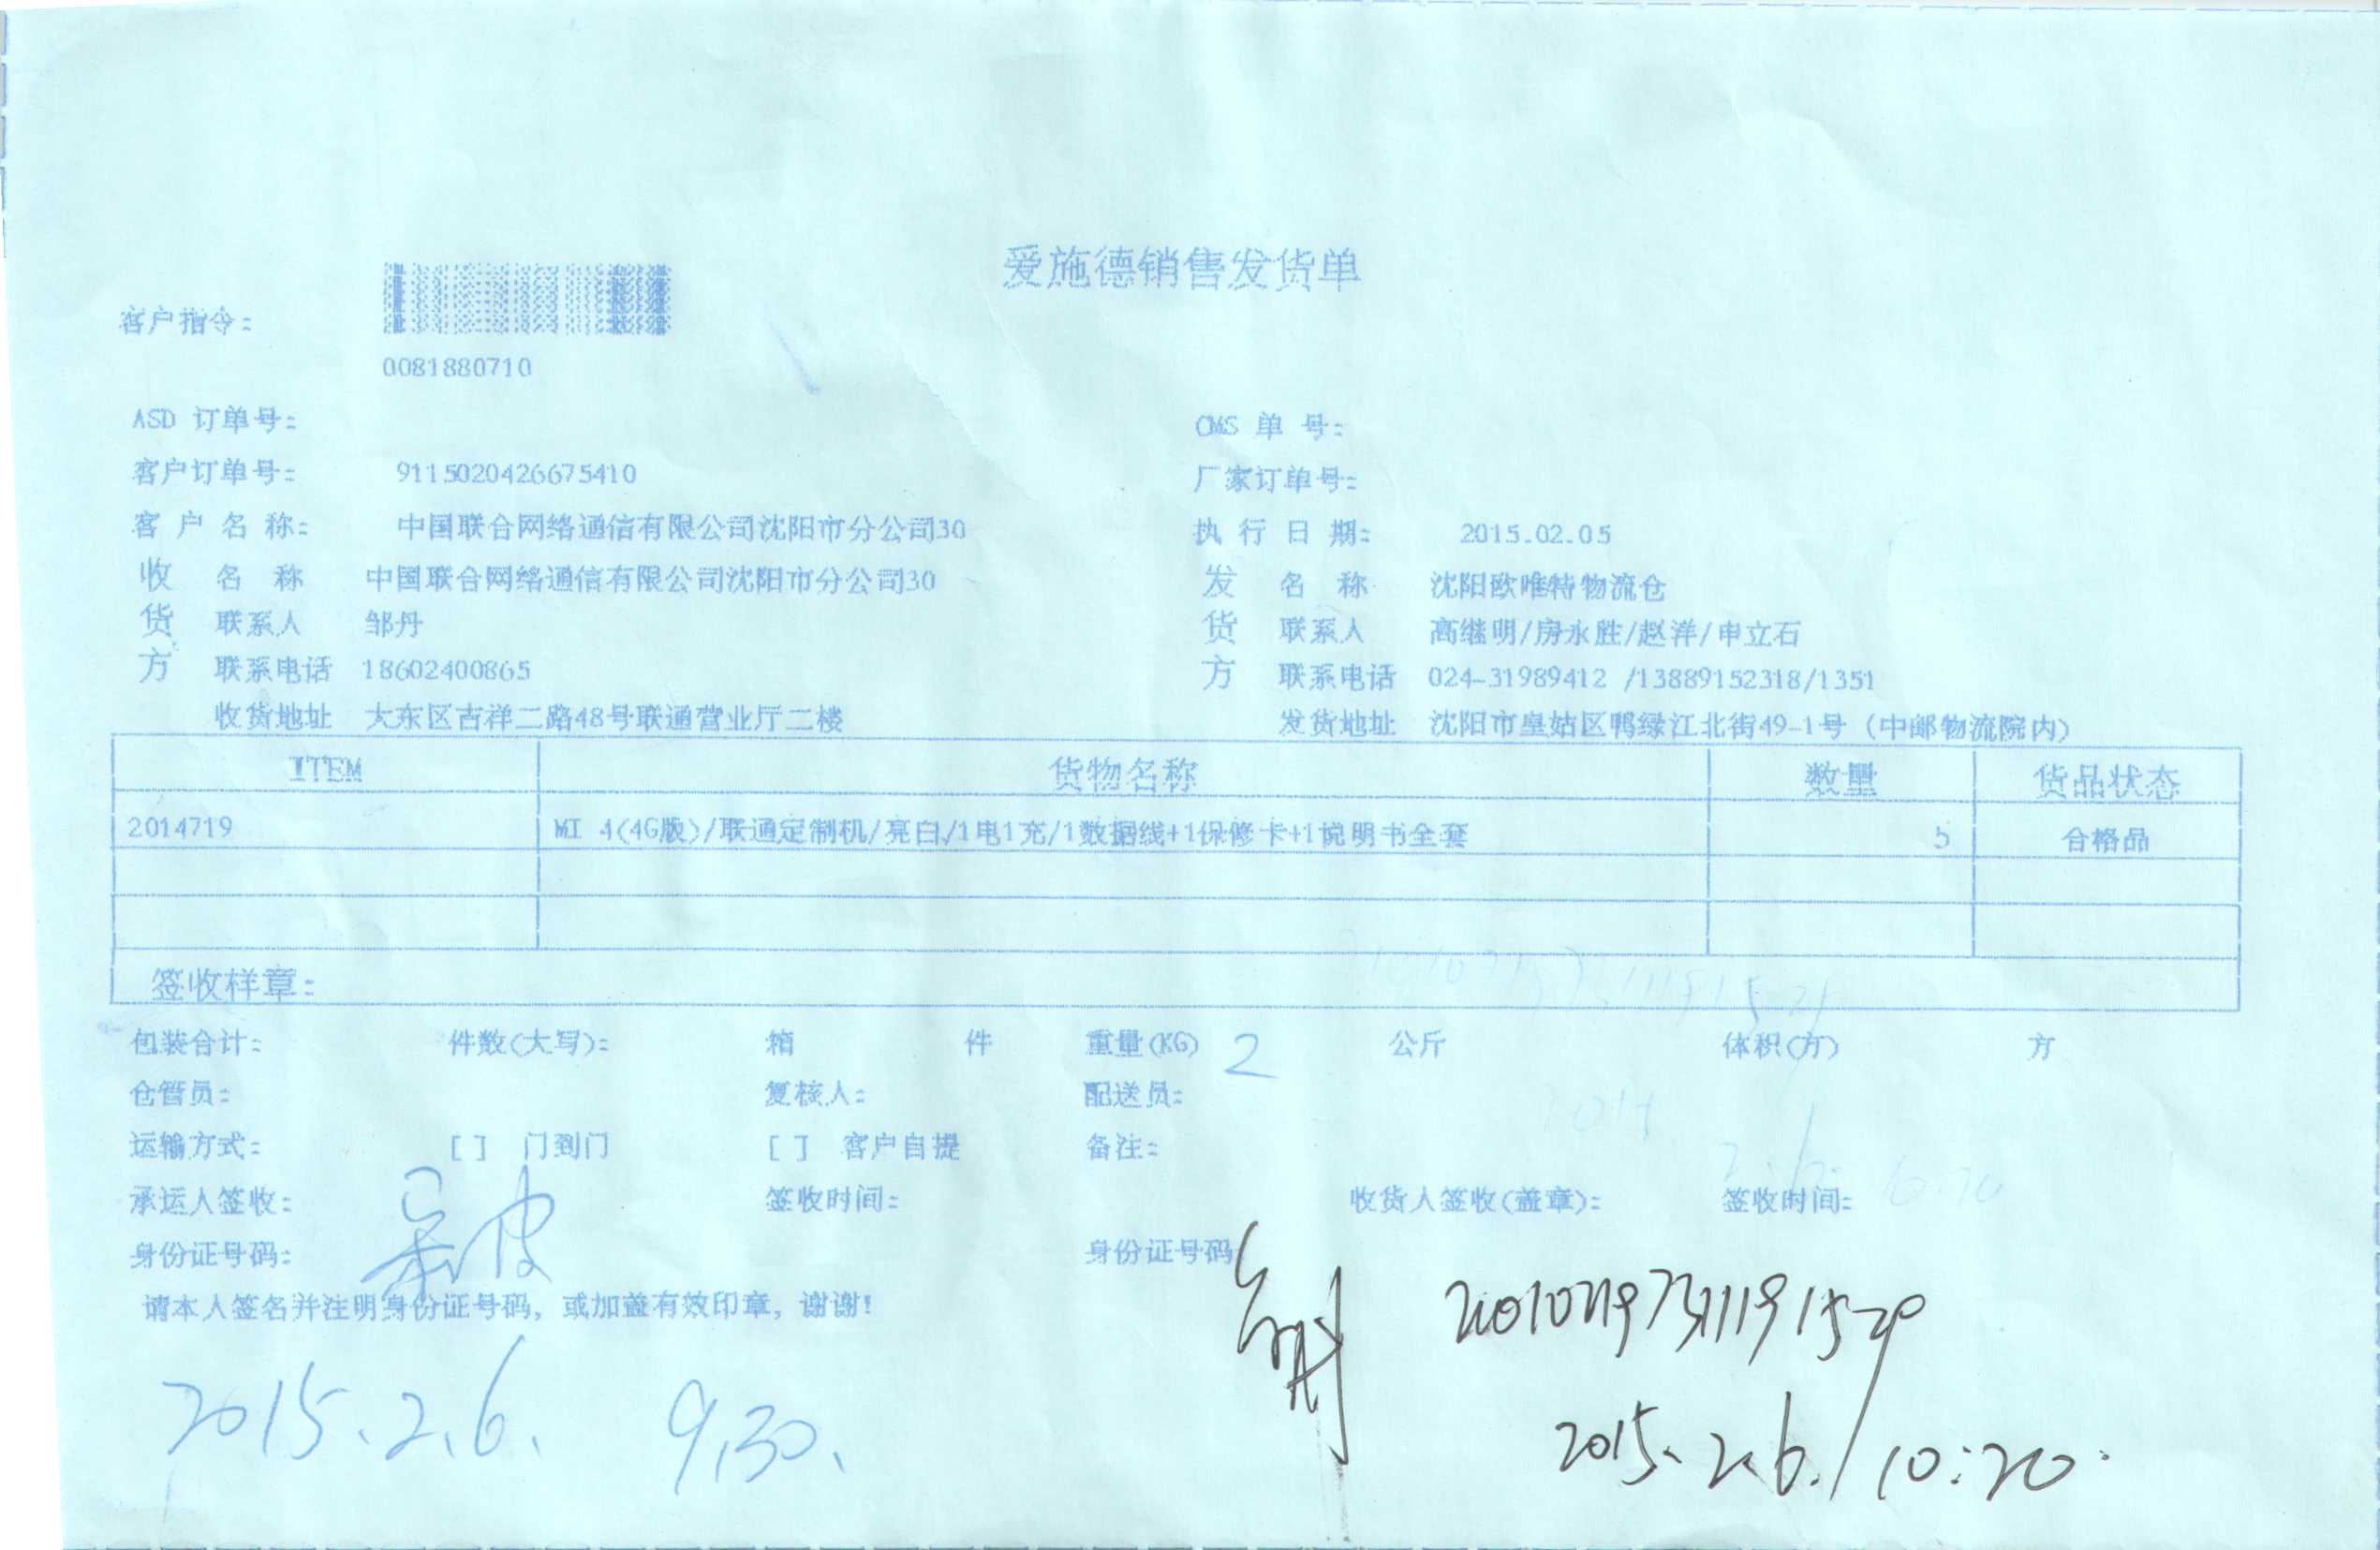 爱施德销售发货单
客户指令:
0081880710
ASD 订单号: CMS 单 号:
客户订单号: 9115020426675410 厂家订单号:
客 户 名 称: 中国联合网络通信有限公司沈阳市分公司30 执 行 日 期: 2015.02.05
收 名 称 中国联合网络通信有限公司沈阳市分公司30 发 名 称 沈阳欧唯特物流仓
货 联系人 邹丹 货 联系人 高继明/房永胜/赵洋/申立石
方 联系电话 18602400865 方 联系电话 024-31989412 /13889152318/1351
收货地址 大东区吉祥二路48号联通营业厅二楼 发货地址 沈阳市皇姑区鸭绿江北街49-1号 (中邮物流院内)
ITEM 货物名称 数量 货品状态
2014719 MI 4(4G版)/联通定制机/亮白/1电1充/1数据线+1保修卡+1说明书全套 5 合格品
签收样章:
包装合计: 件数(大写): 箱 件 重量(KG) 2 公斤 体积(方) 方
仓管员: 复核人: 配送员:
运输方式: [ ] 门到门 [ ] 客户自提 备注:
承运人签收: 签收时间: 收货人签收(盖章): 签收时间:
身份证号码: 身份证号码
请本人签名并注明身份证号码, 或加盖有效印章, 谢谢!
2015.2.6. 9.30.
2015.2.6. 10:20.